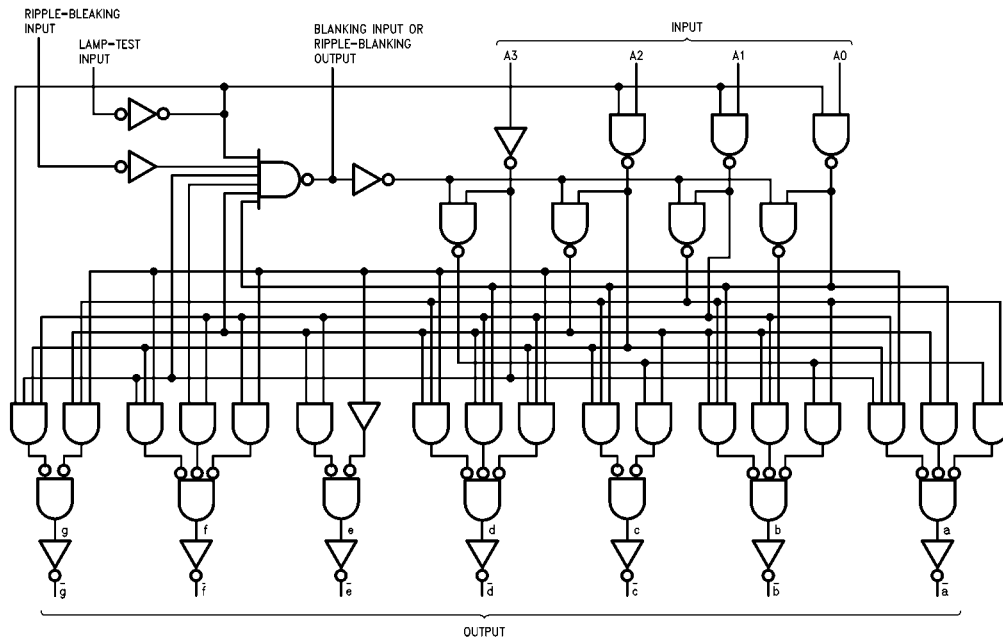 RIPPLE-BLEAKING
INPUT
LAMP-TEST
INPUT
BLANKING INPUT OR
RIPPLE-BLANKING
OUTPUT
INPUT
A3
A2
A1
A0
g
f
e
d
c
b
a
g̅
f̅
e̅
d̅
c̅
b̅
a̅
OUTPUT